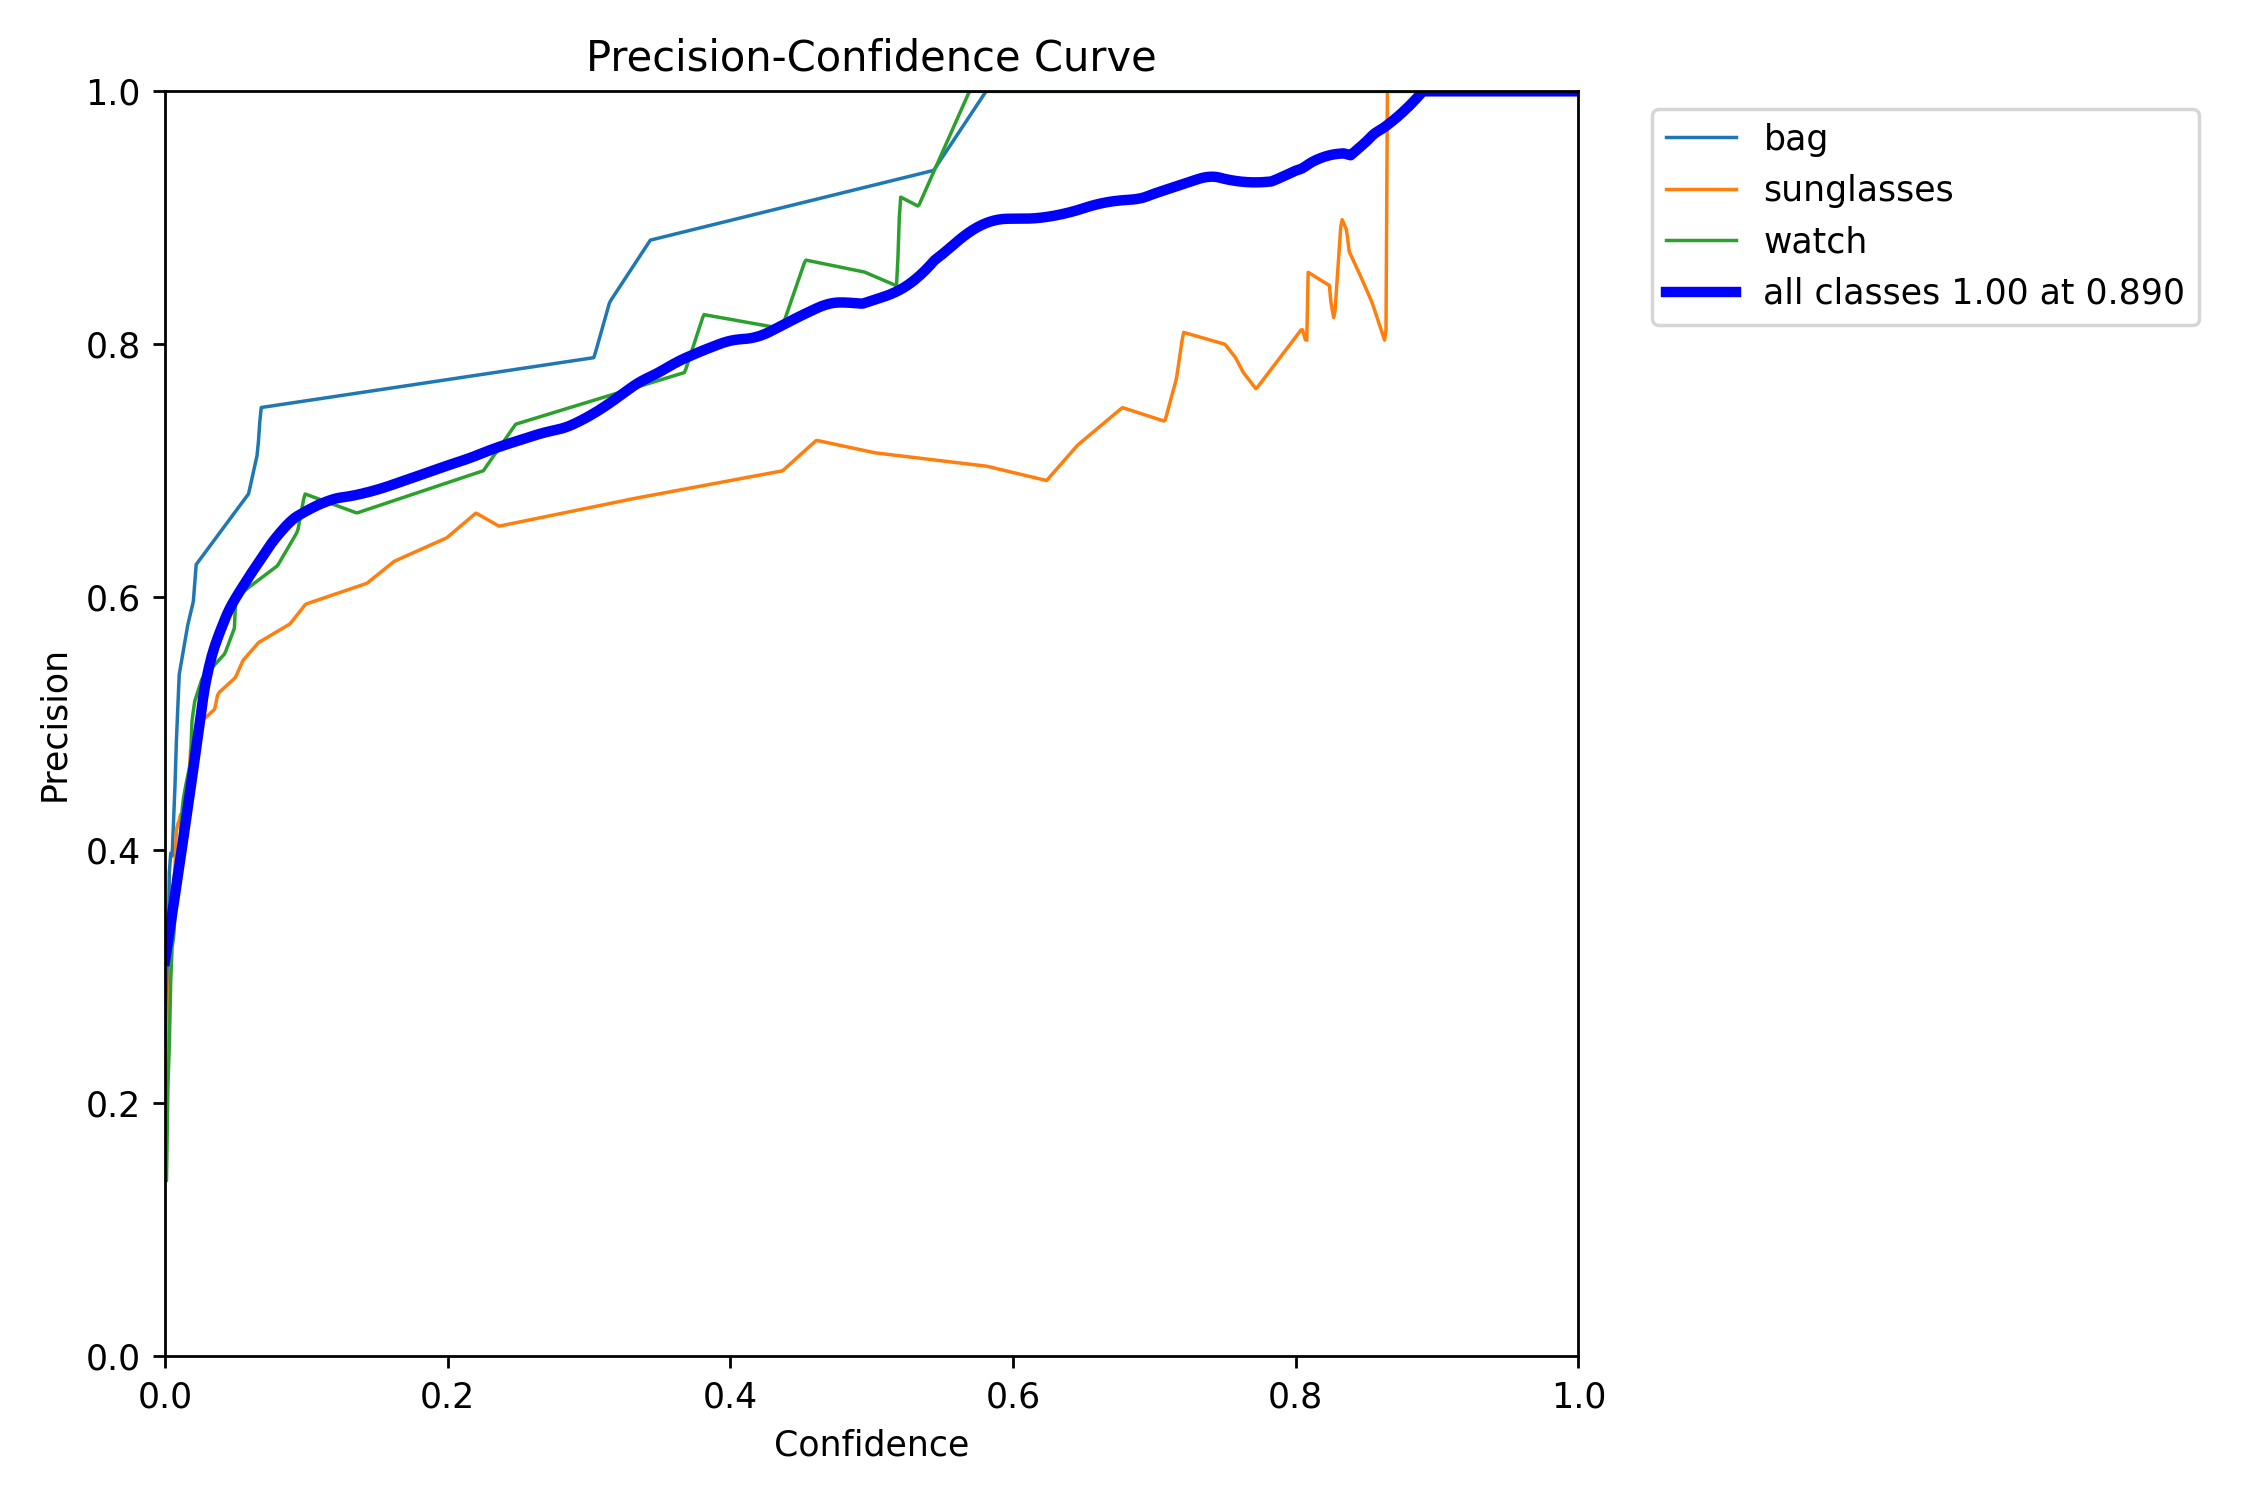 Precision-Confidence Curve
1.0
0.8
0.6
0.4
0.2
0.0
Precision
0.0 0.2 0.4 0.6 0.8 1.0
Confidence
bag
sunglasses
watch
all classes 1.00 at 0.890